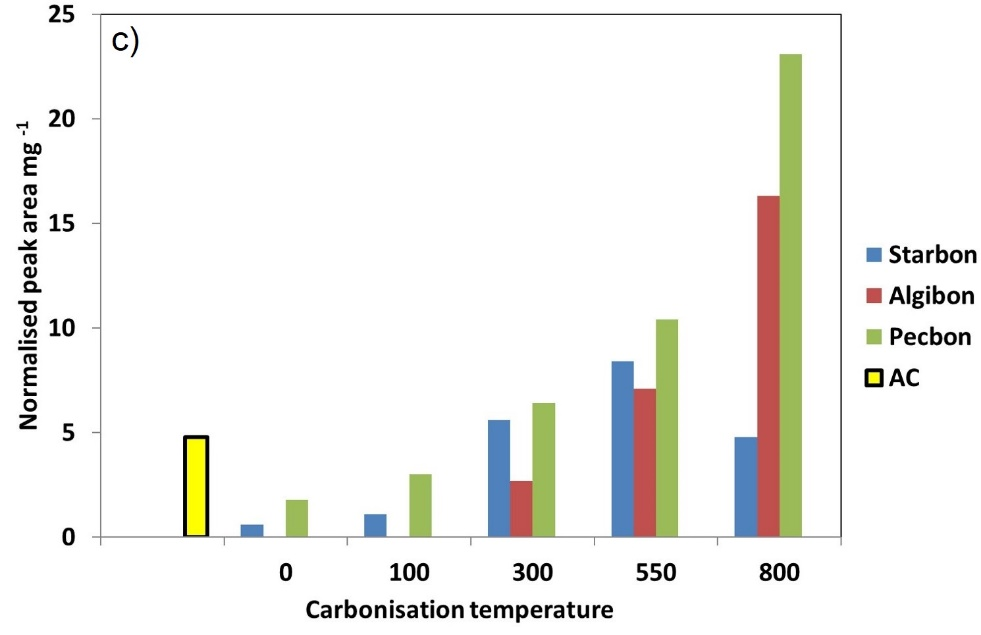 c)
25
20
15
10
5
0
Normalised peak area mg -1
0 100 300 550 800
Carbonisation temperature
Starbon
Algibon
Pecbon
AC